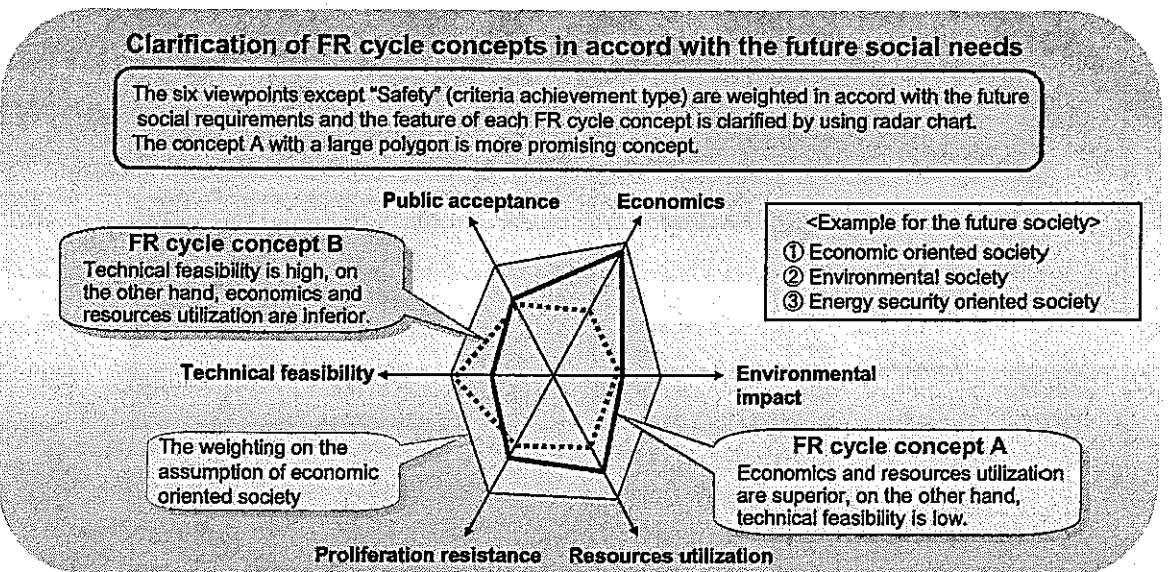 Clarification of FR cycle concepts in accord with the future social needs
The six viewpoints except "Safety" (criteria achievement type) are weighted in accord with the future
social requirements and the feature of each FR cycle concept is clarified by using radar chart.
The concept A with a large polygon is more promising concept.
Public acceptance
Economics
<Example for the future society>
① Economic oriented society
② Environmental society
③ Energy security oriented society
FR cycle concept B
Technical feasibility is high, on
the other hand, economics and
resources utilization are inferior.
Technical feasibility
Environmental
impact
The weighting on the
assumption of economic
oriented society
FR cycle concept A
Economics and resources utilization
are superior, on the other hand,
technical feasibility is low.
Proliferation resistance
Resources utilization